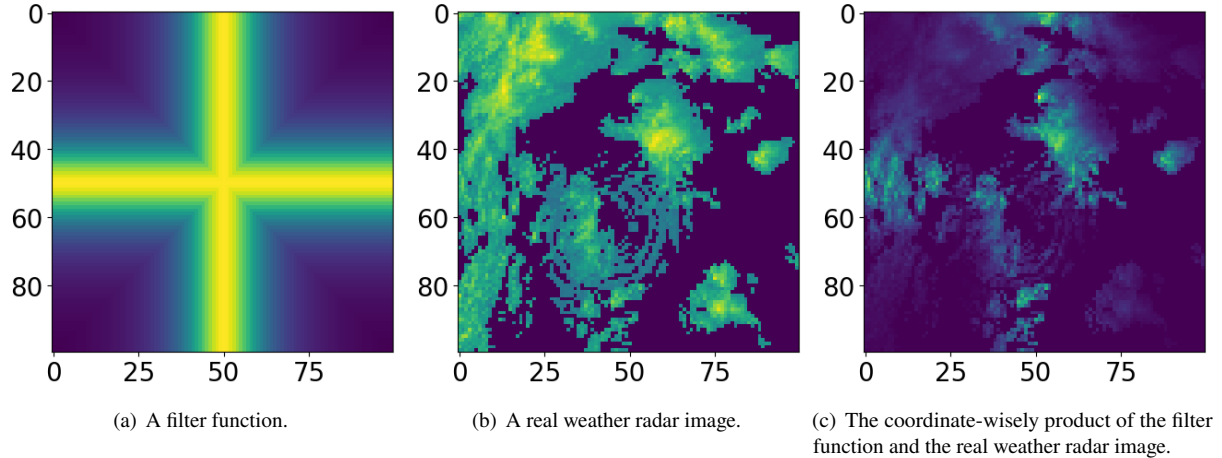 0
20
40
60
80
0 25 50 75
0
20
40
60
80
0 25 50 75
0
20
40
60
80
0 25 50 75
(a) A filter function.
(b) A real weather radar image.
(c) The coordinate-wisely product of the filter
function and the real weather radar image.